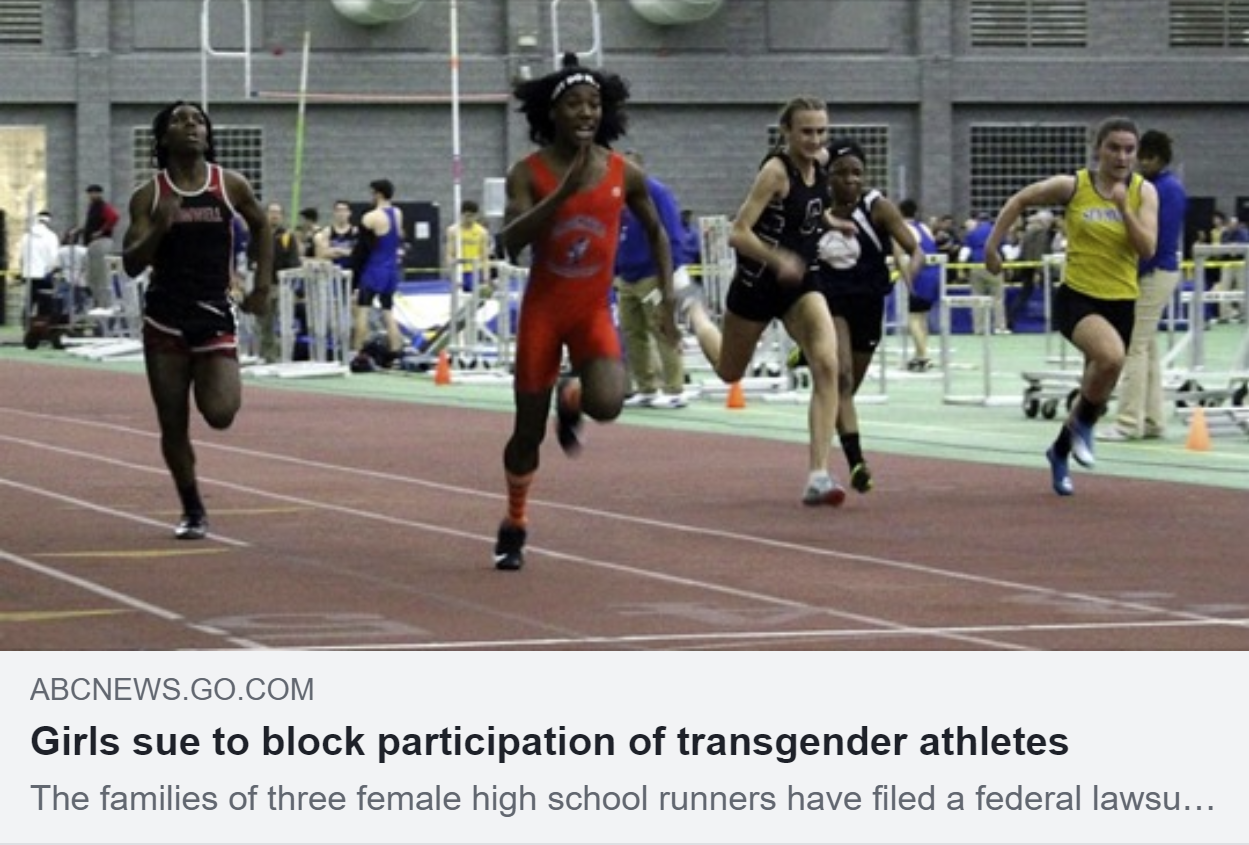 ABCNEWS.GO.COM
Girls sue to block participation of transgender athletes
The families of three female high school runners have filed a federal lawsu…